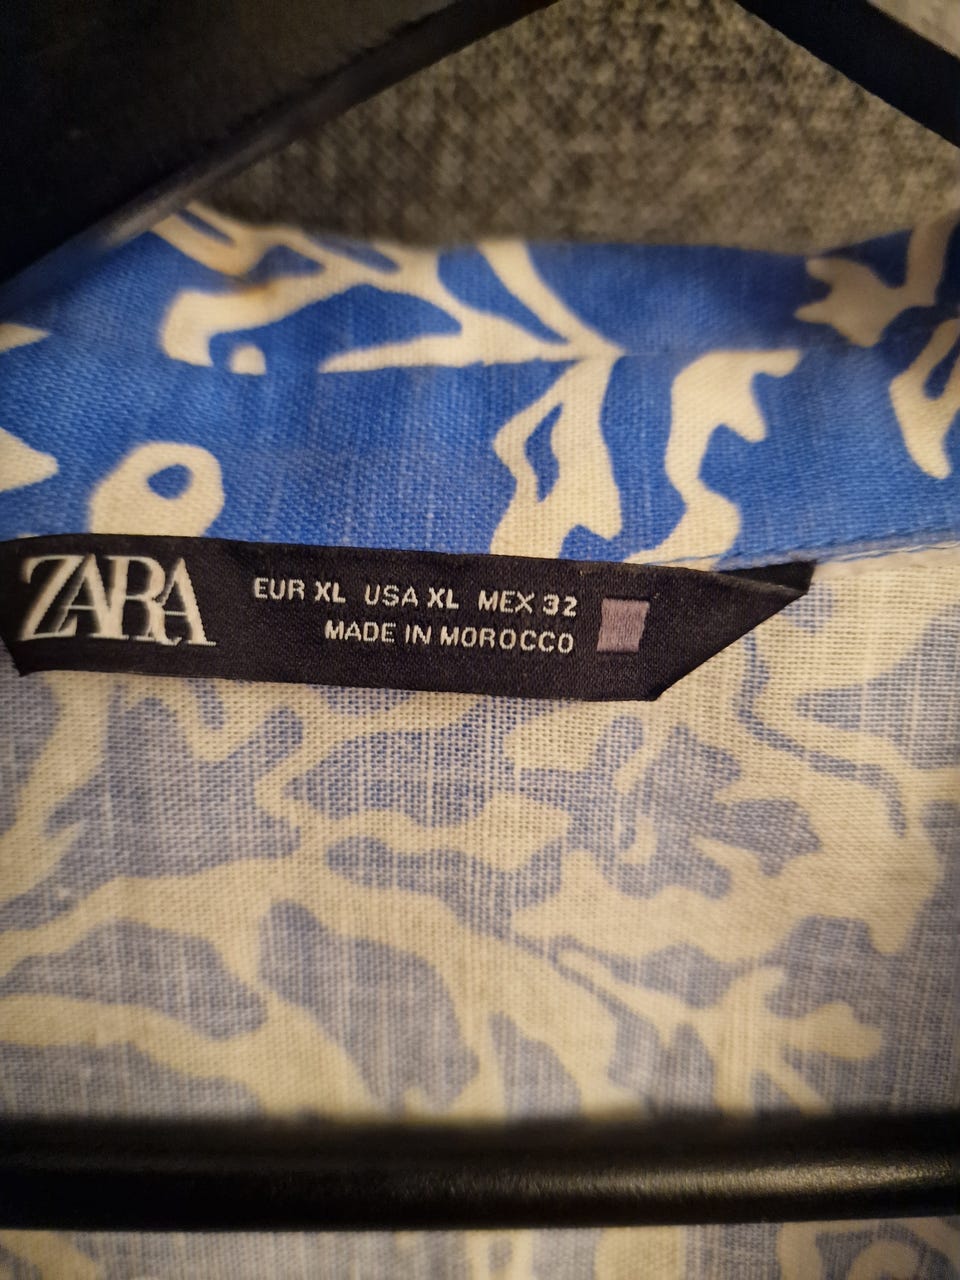 ZARA
EUR XL USA XL MEX 32
MADE IN MOROCCO